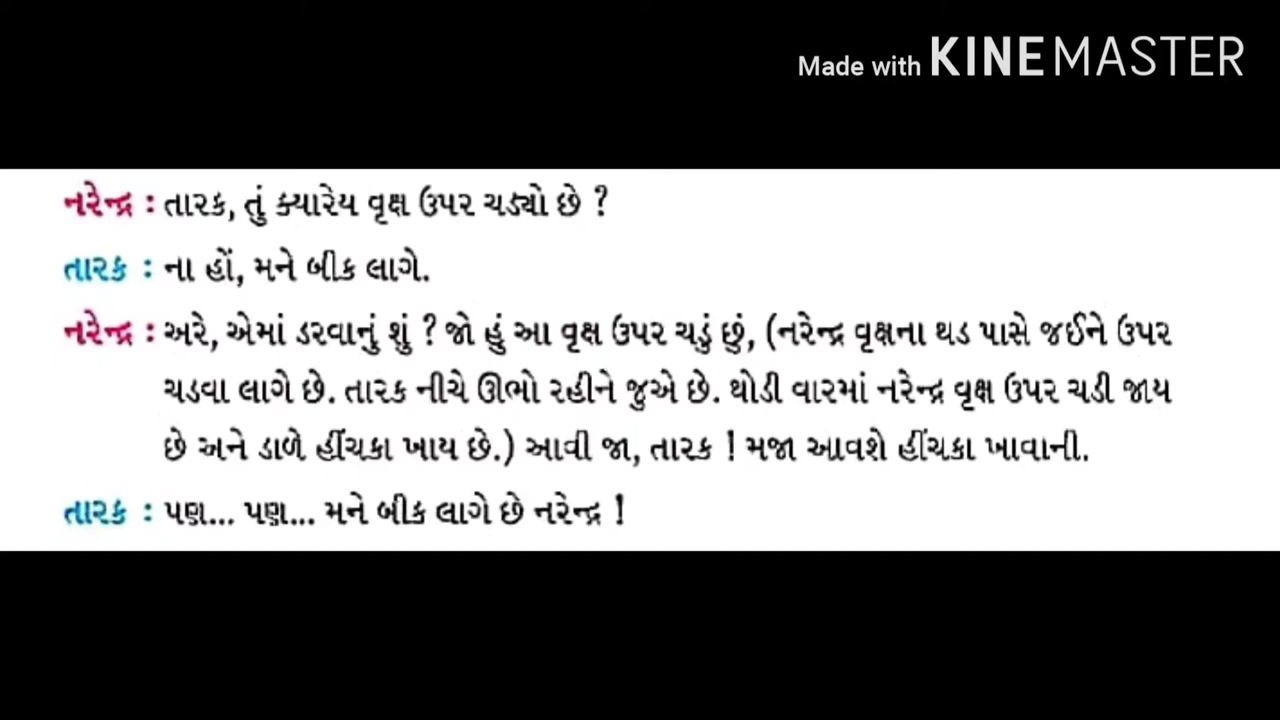 Made with KINEMASTER
નરેન્દ્ર : તારક, તું ક્યારેય વૃક્ષ ઉપર ચડ્યો છે ?
તારક : ના હોં, મને બીક લાગે.
નરેન્દ્ર : અરે, એમાં ડરવાનું શું ? જો હું આ વૃક્ષ ઉપર ચડું છું, (નરેન્દ્ર વૃક્ષના થડ પાસે જઈને ઉપર
ચડવા લાગે છે. તારક નીચે ઊભો રહીને જુએ છે. થોડી વારમાં નરેન્દ્ર વૃક્ષ ઉપર ચડી જાય
છે અને ડાળે હીંચકા ખાય છે.) આવી જા, તારક ! મજા આવશે હીંચકા ખાવાની.
તારક : પણ... પણ... મને બીક લાગે છે નરેન્દ્ર !